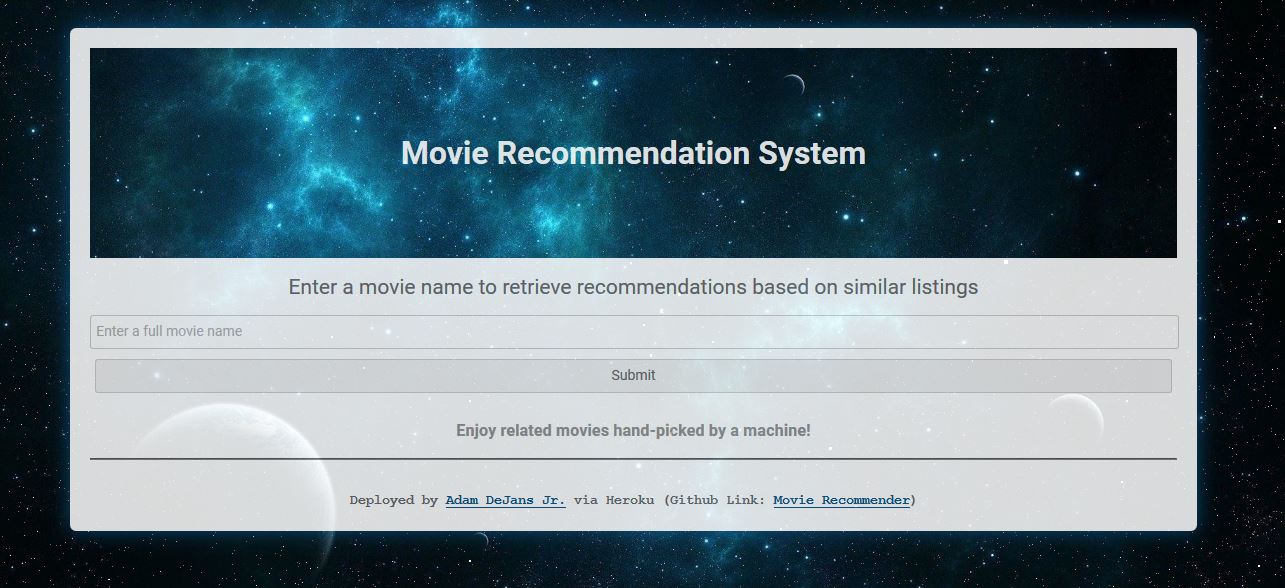 Movie Recommendation System
Enter a movie name to retrieve recommendations based on similar listings
Enter a full movie name
Submit
Enjoy related movies hand-picked by a machine!
Deployed by Adam DeJans Jr. via Heroku (Github Link: Movie Recommender)